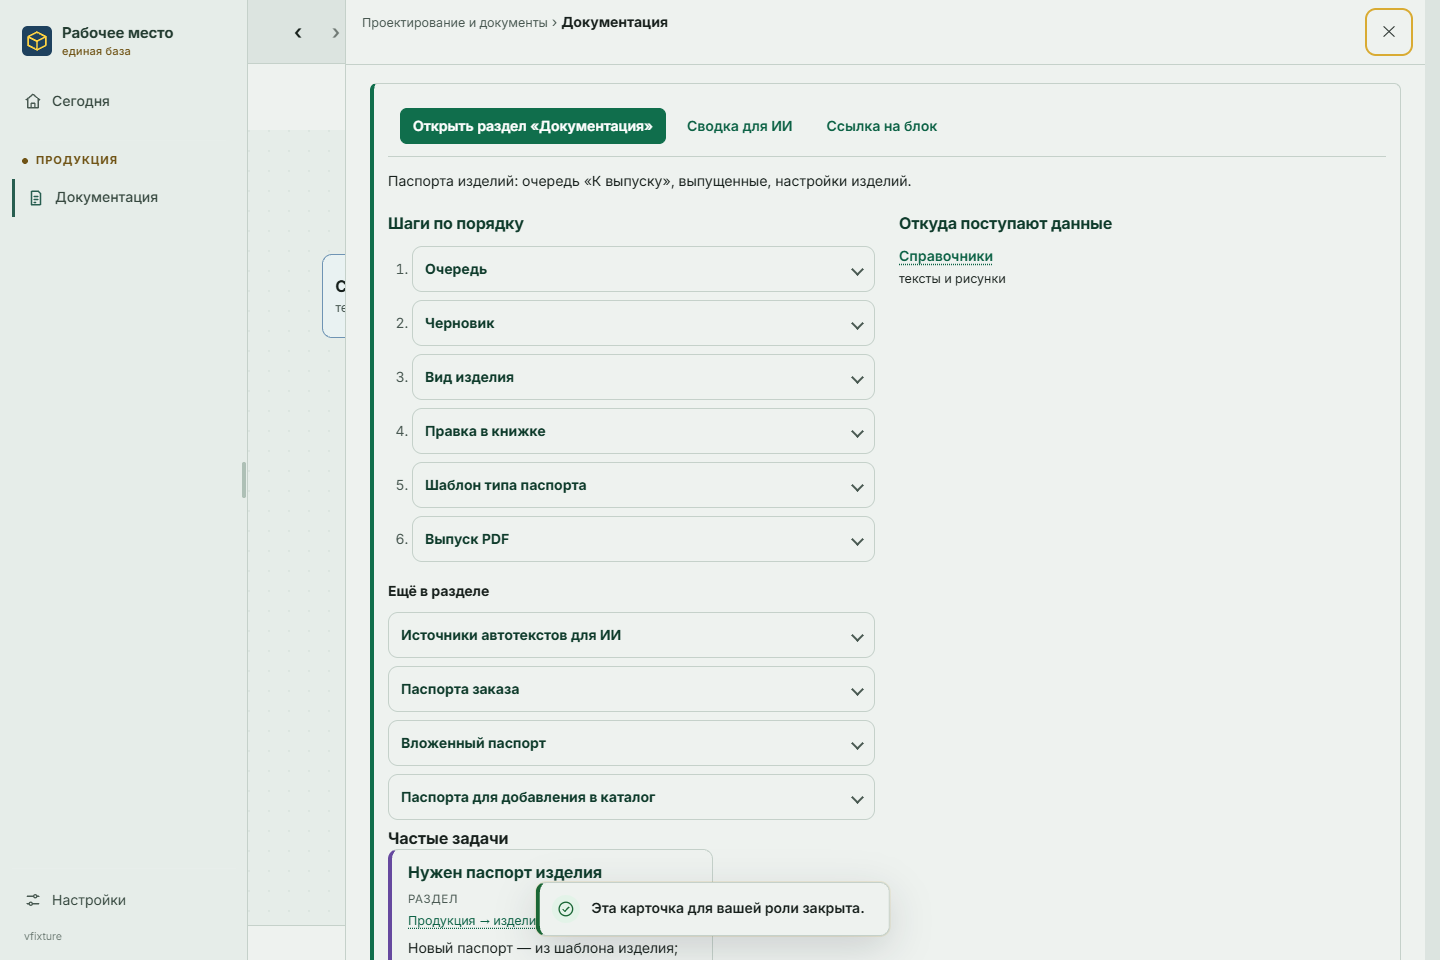 Рабочее место
единая база
Сегодня
ПРОДУКЦИЯ
Документация
Настройки
vfixture
Проектирование и документы › Документация
Открыть раздел «Документация»
Сводка для ИИ
Ссылка на блок
Паспорта изделий: очередь «К выпуску», выпущенные, настройки изделий.
Шаги по порядку
1. Очередь
2. Черновик
3. Вид изделия
4. Правка в книжке
5. Шаблон типа паспорта
6. Выпуск PDF
Ещё в разделе
Источники автотекстов для ИИ
Паспорта заказа
Вложенный паспорт
Паспорта для добавления в каталог
Откуда поступают данные
Справочники
тексты и рисунки
Частые задачи
Нужен паспорт изделия
РАЗДЕЛ
Продукция → издели
Новый паспорт — из шаблона изделия;
Эта карточка для вашей роли закрыта.